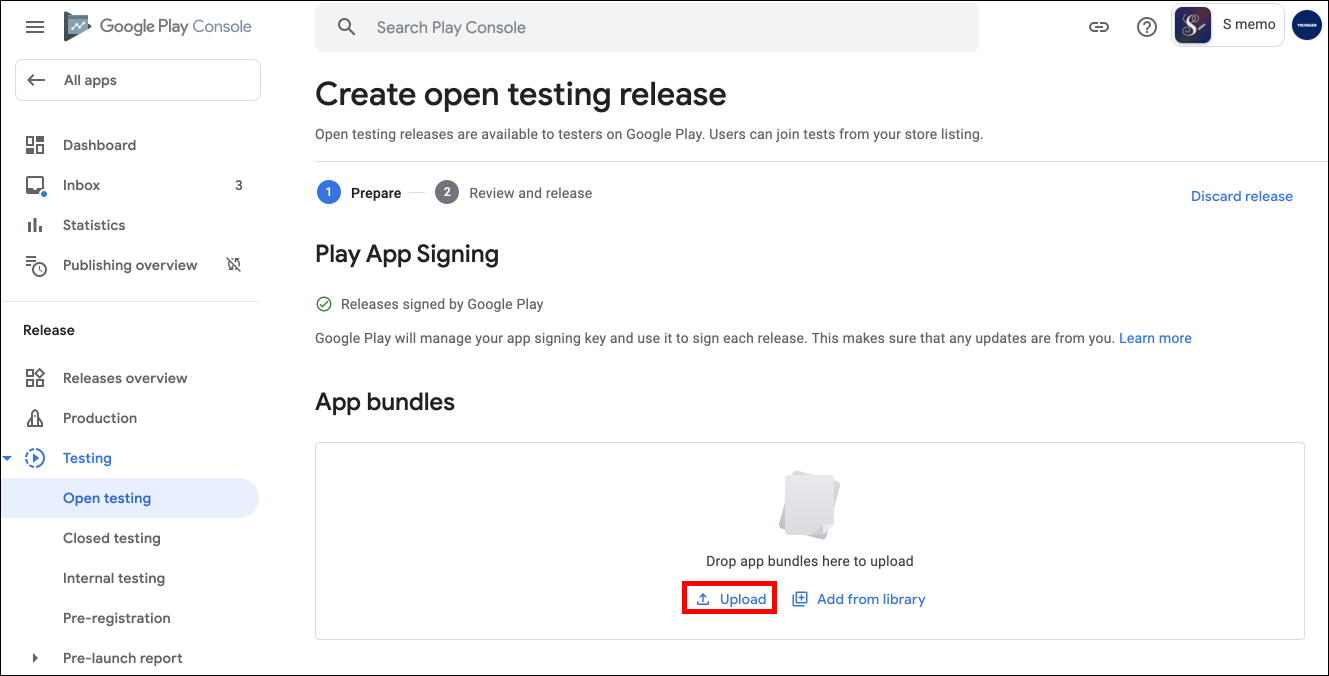 Google Play Console
Search Play Console
S memo
All apps
Dashboard
Inbox 3
Statistics
Publishing overview
Release
Releases overview
Production
Testing
Open testing
Closed testing
Internal testing
Pre-registration
Pre-launch report
Create open testing release
Open testing releases are available to testers on Google Play. Users can join tests from your store listing.
1 Prepare 2 Review and release
Discard release
Play App Signing
Releases signed by Google Play
Google Play will manage your app signing key and use it to sign each release. This makes sure that any updates are from you. Learn more
App bundles
Drop app bundles here to upload
Upload Add from library